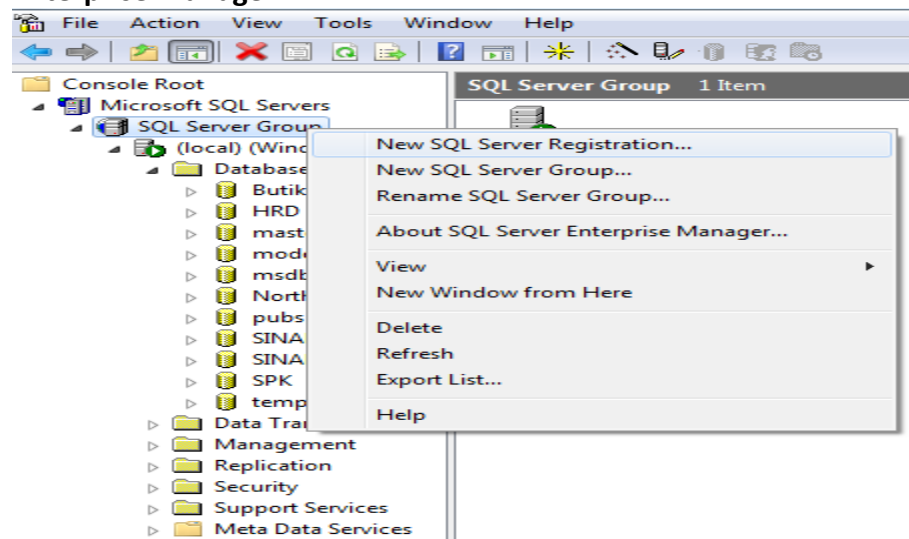 File Action View Tools Window Help
Console Root
SQL Server Group 1 Item
Microsoft SQL Servers
SQL Server Group
(local) (Wind
New SQL Server Registration...
New SQL Server Group...
Rename SQL Server Group...
About SQL Server Enterprise Manager...
View
New Window from Here
Delete
Refresh
Export List...
Help
Database
Butik
HRD
mast
mode
msdb
North
pubs
SINA
SINA
SPK
temp
Data Tra
Management
Replication
Security
Support Services
Meta Data Services